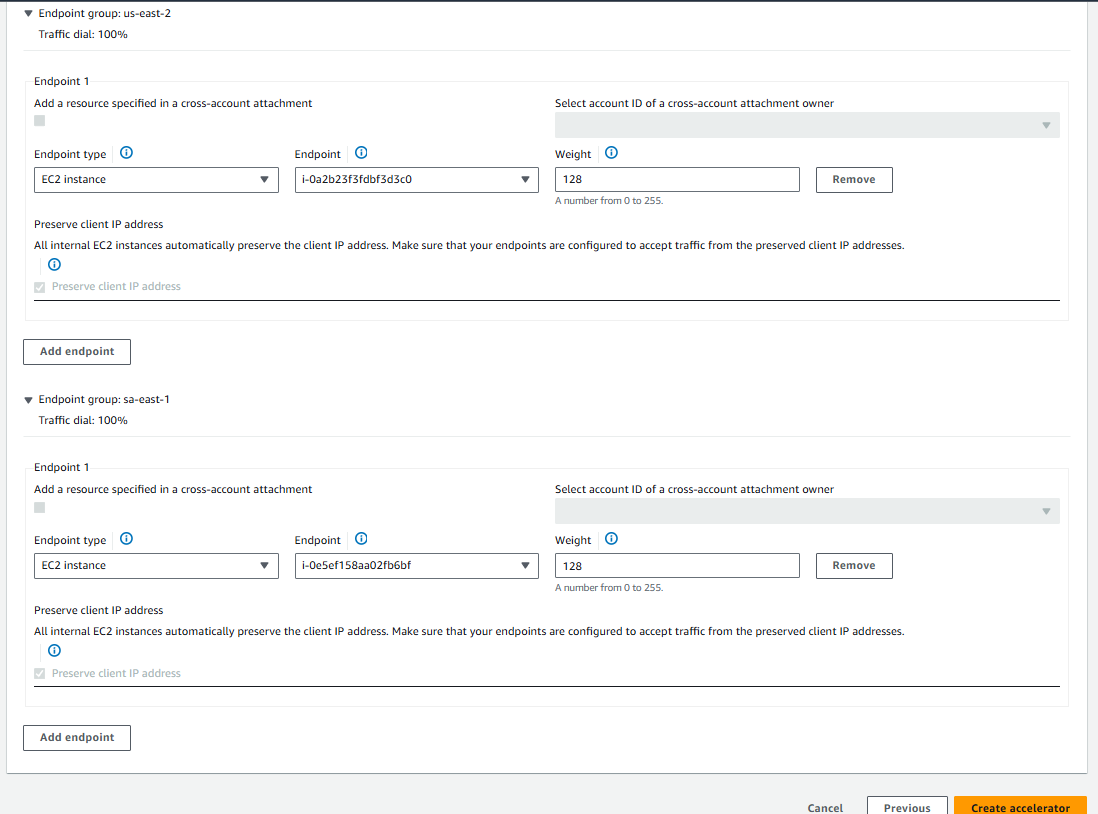 Endpoint group: us-east-2
Traffic dial: 100%
Endpoint 1
Add a resource specified in a cross-account attachment
Select account ID of a cross-account attachment owner
Endpoint type
Endpoint
Weight
EC2 instance
i-0a2b23f3fdbf3d3c0
128
Remove
A number from 0 to 255.
Preserve client IP address
All internal EC2 instances automatically preserve the client IP address. Make sure that your endpoints are configured to accept traffic from the preserved client IP addresses.
Preserve client IP address
Add endpoint
Endpoint group: sa-east-1
Traffic dial: 100%
Endpoint 1
Add a resource specified in a cross-account attachment
Select account ID of a cross-account attachment owner
Endpoint type
Endpoint
Weight
EC2 instance
i-0e5ef158aa02fb6bf
128
Remove
A number from 0 to 255.
Preserve client IP address
All internal EC2 instances automatically preserve the client IP address. Make sure that your endpoints are configured to accept traffic from the preserved client IP addresses.
Preserve client IP address
Add endpoint
Cancel
Previous
Create accelerator